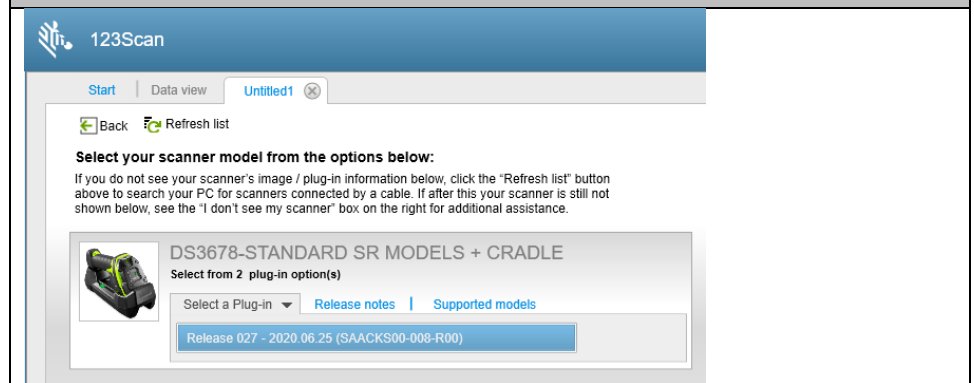 123Scan
Start Data view Untitled1
Back Refresh list
Select your scanner model from the options below:
If you do not see your scanner's image / plug-in information below, click the “Refresh list” button
above to search your PC for scanners connected by a cable. If after this your scanner is still not
shown below, see the “I don't see my scanner” box on the right for additional assistance.
DS3678-STANDARD SR MODELS + CRADLE
Select from 2 plug-in option(s)
Select a Plug-in Release notes Supported models
Release 027 - 2020.06.25 (SAACKS00-008-R00)